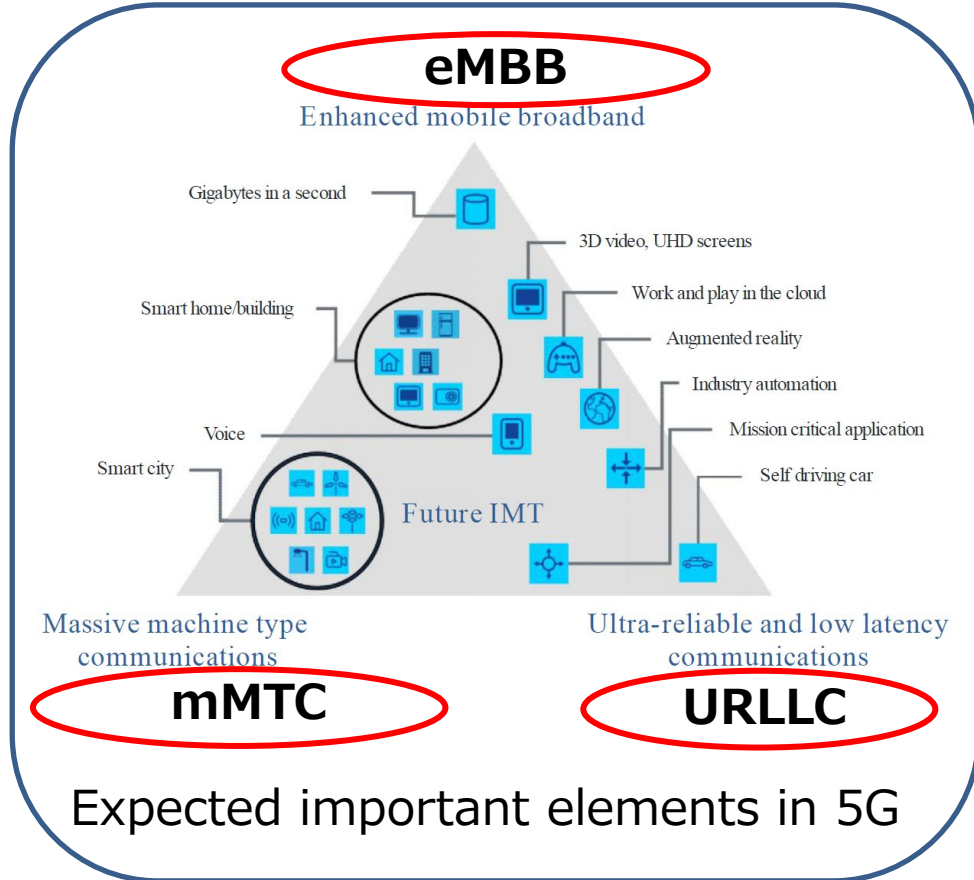 eMBB
Enhanced mobile broadband
Gigabytes in a second
3D video, UHD screens
Smart home/building
Work and play in the cloud
Augmented reality
Industry automation
Voice
Mission critical application
Smart city
Self driving car
Future IMT
Massive machine type
communications
Ultra-reliable and low latency
communications
mMTC
URLLC
Expected important elements in 5G